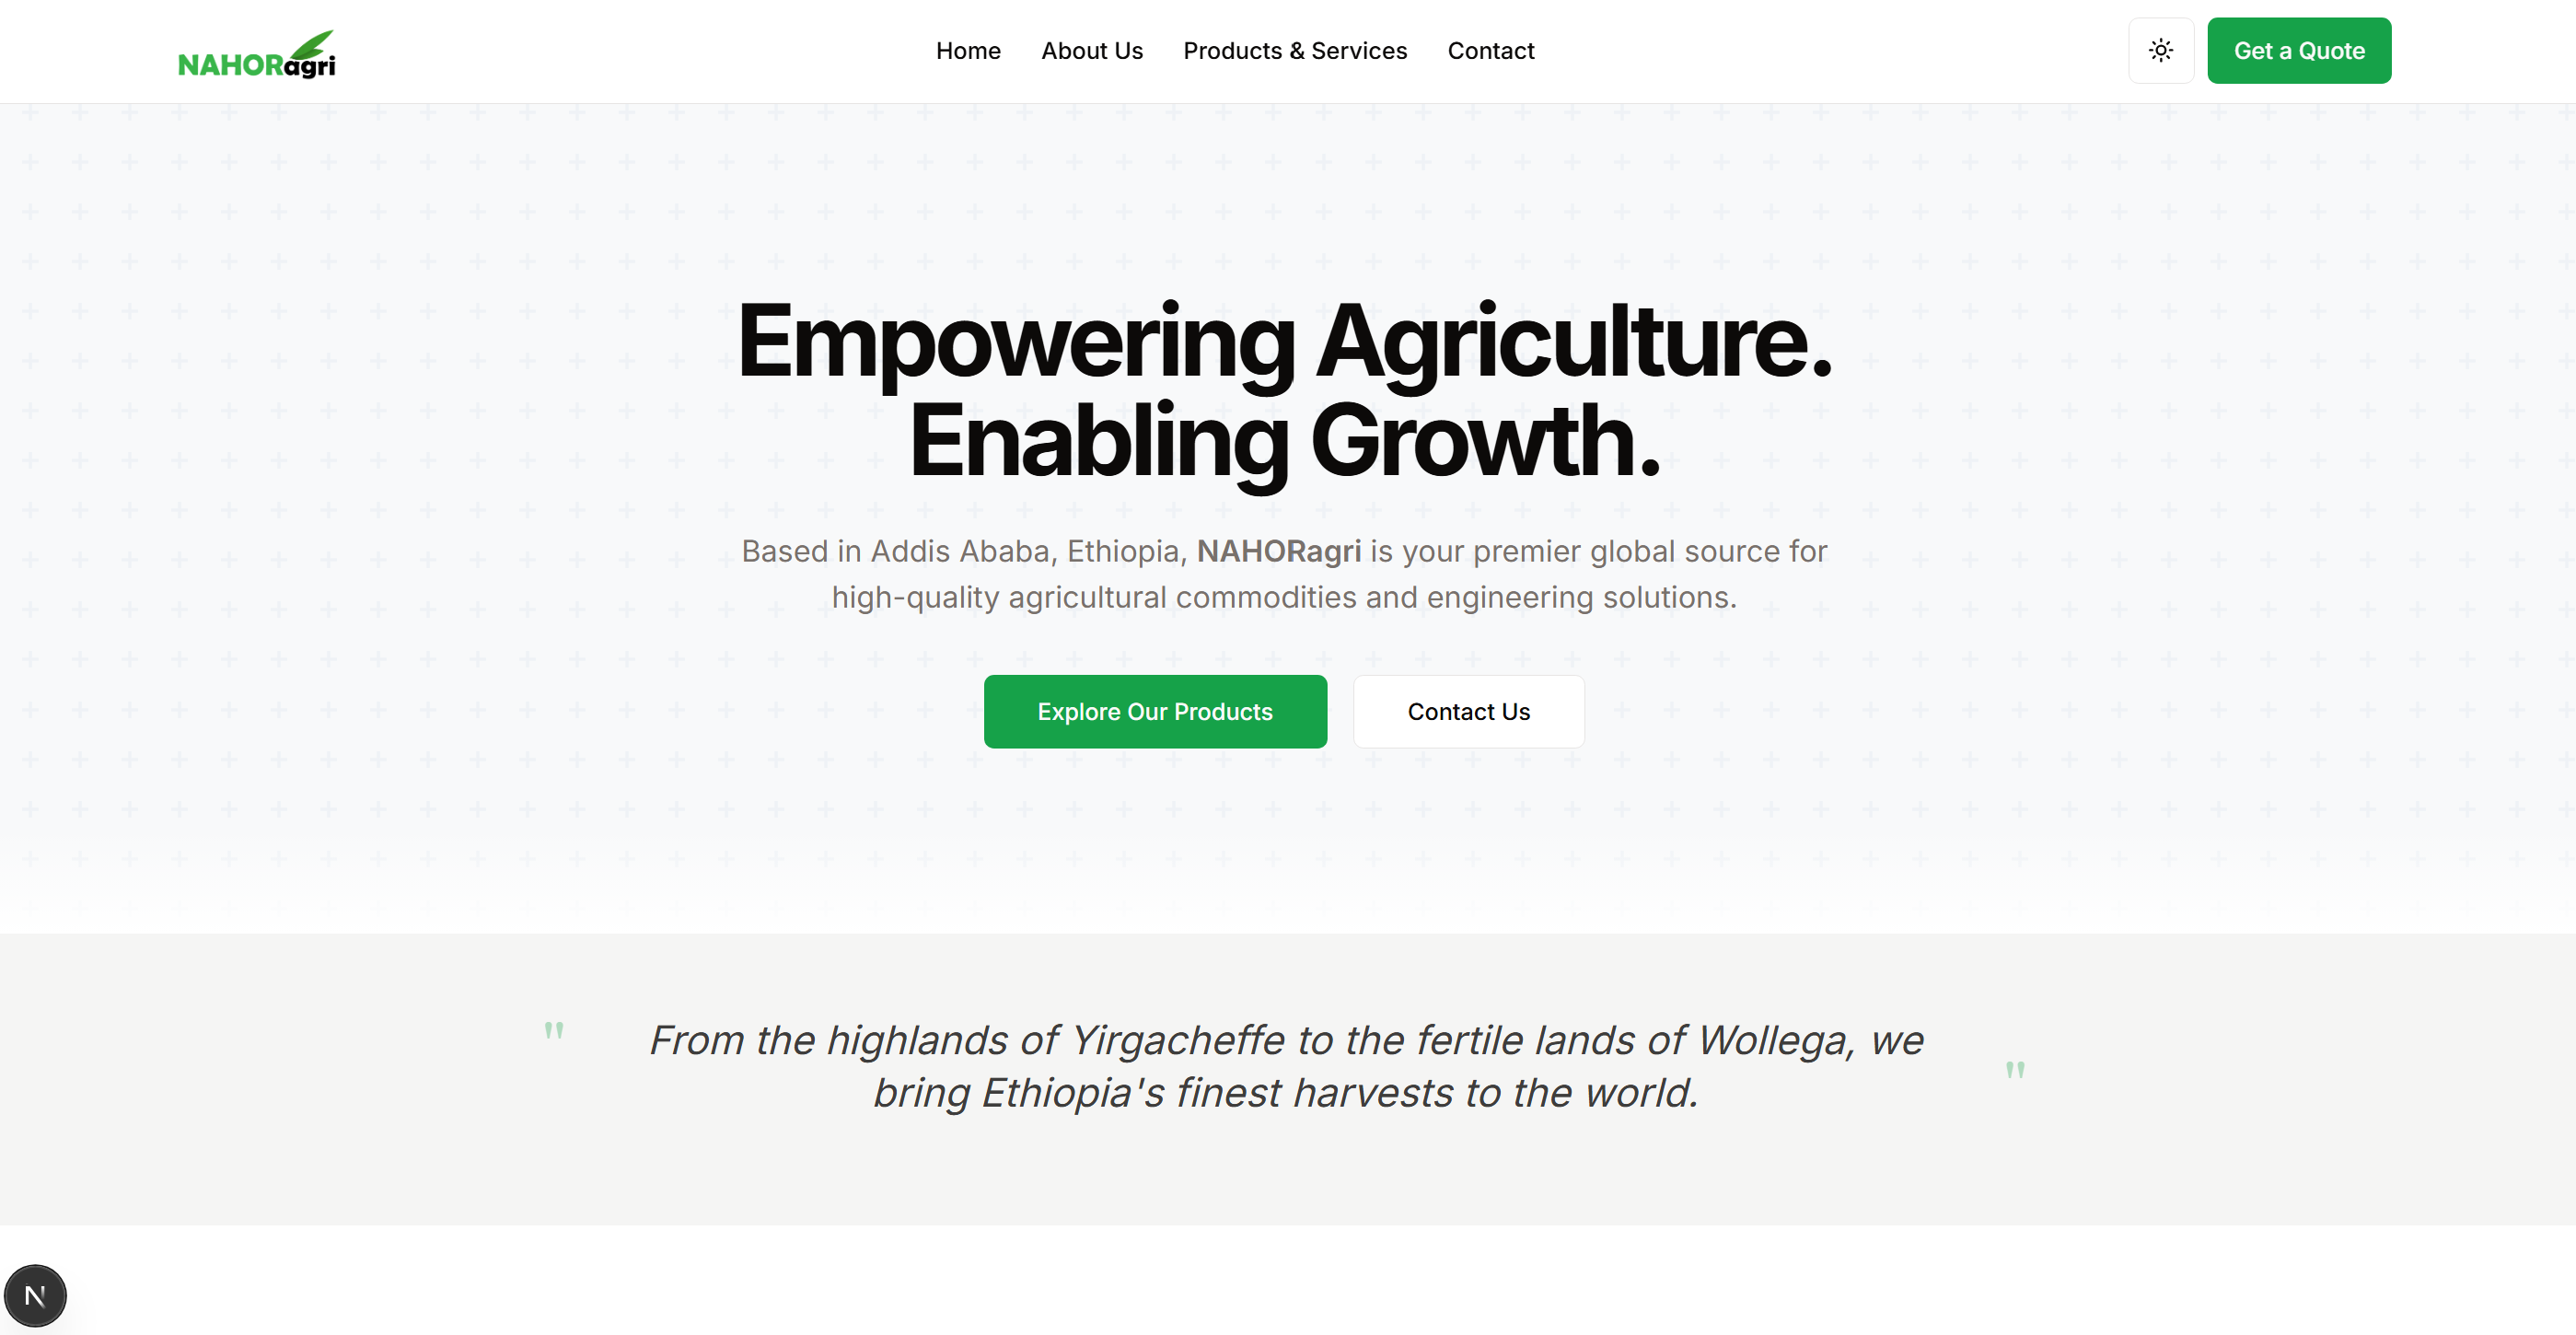 NAHORagri
Home
About Us
Products & Services
Contact
Get a Quote
Empowering Agriculture.
Enabling Growth.
Based in Addis Ababa, Ethiopia, NAHORagri is your premier global source for
high-quality agricultural commodities and engineering solutions.
Explore Our Products
Contact Us
"From the highlands of Yirgacheffe to the fertile lands of Wollega, we
bring Ethiopia's finest harvests to the world."
N